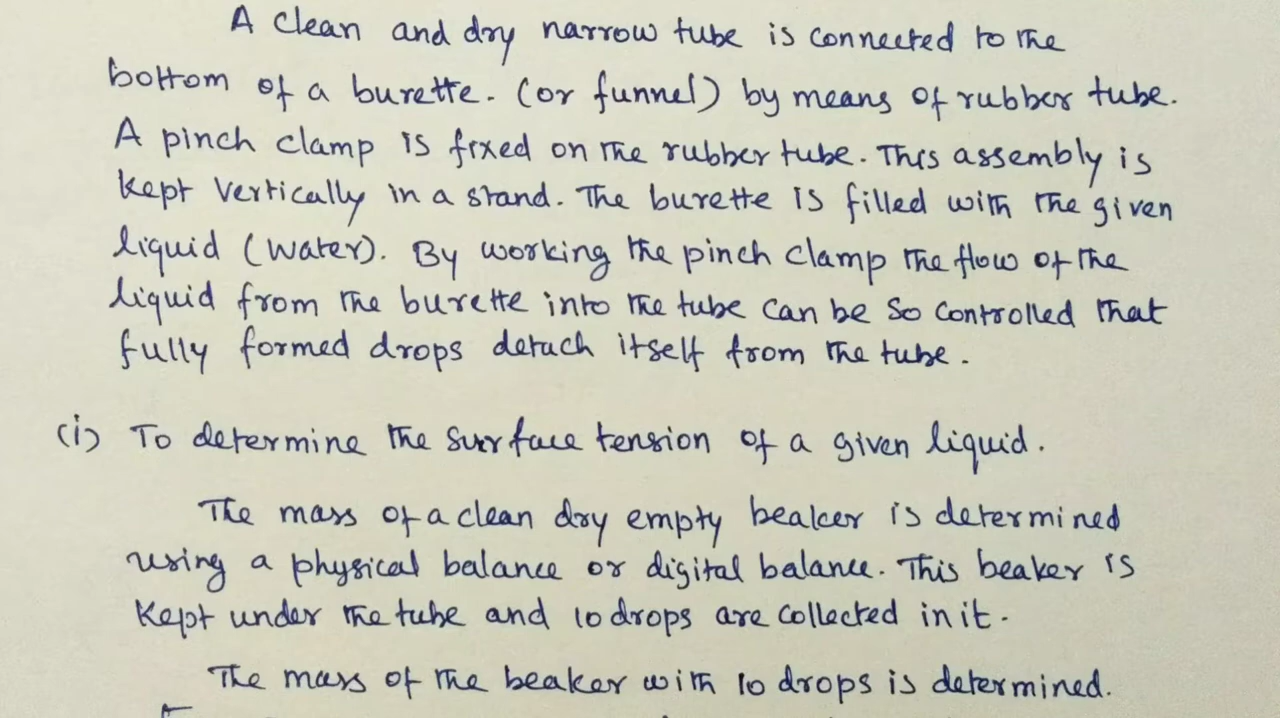 A clean and dry narrow tube is connected to the
bottom of a burette. (or funnel) by means of rubber tube.
A pinch clamp is fixed on the rubber tube. This assembly is
kept vertically in a stand. The burette is filled with the given
liquid (water). By working the pinch clamp the flow of the
liquid from the burette into the tube can be so controlled that
fully formed drops detach itself from the tube.
(i) To determine the surface tension of a given liquid.
The mass of a clean dry empty beaker is determined
using a physical balance or digital balance. This beaker is
kept under the tube and 10 drops are collected in it.
The mass of the beaker with 10 drops is determined.